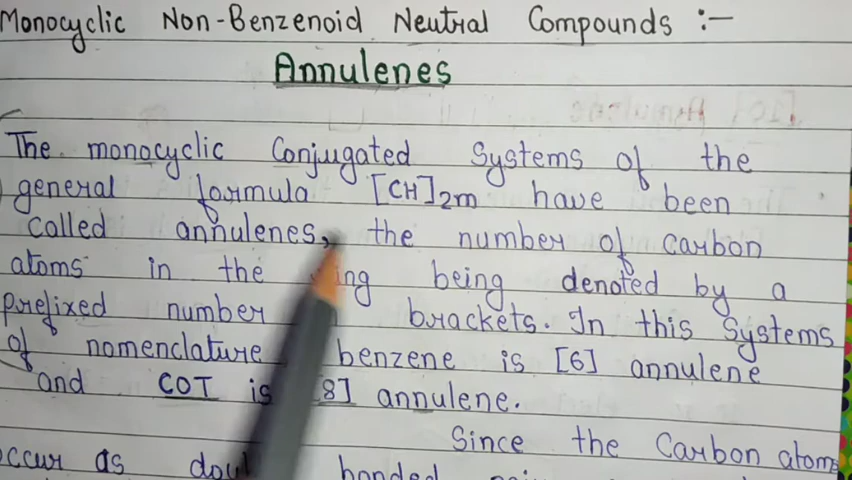 Monocyclic Non-Benzenoid Neutral Compounds :-
Annulenes
The monocyclic Conjugated Systems of the
general formula [CH]2m have been
called annulenes, the number of carbon
atoms in the ing being denoted by a
prefixed number brackets. In this Systems
of nomenclature benzene is [6] annulene
and COT is [8] annulene.
Since the Carbon atoms
occur as bonded